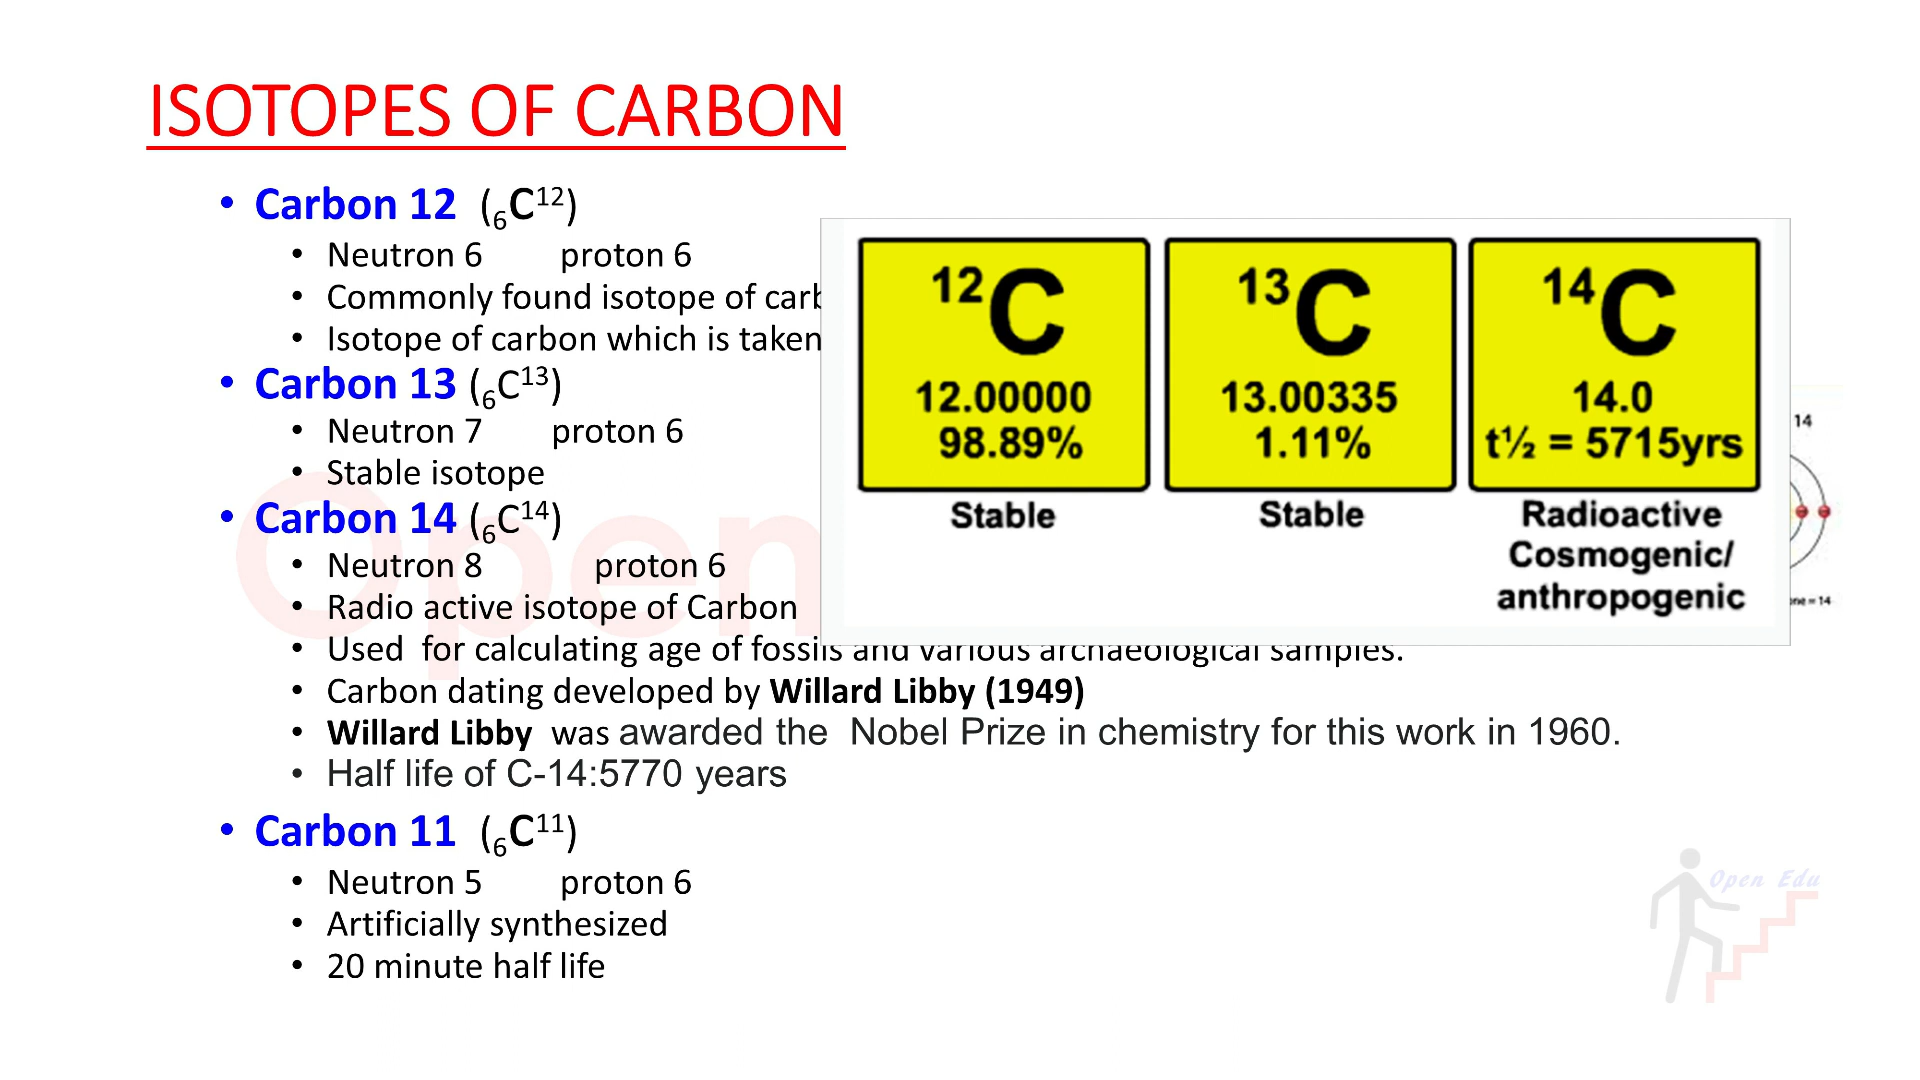 ISOTOPES OF CARBON
• Carbon 12 (₆C¹²)
• Neutron 6 proton 6
• Commonly found isotope of
• Isotope of carbon which is taken
• Carbon 13 (₆C¹³)
• Neutron 7 proton 6
• Stable isotope
• Carbon 14 (₆C¹⁴)
• Neutron 8 proton 6
• Radio active isotope of Carbon
• Used for calculating age of fossils and various archaeological samples.
• Carbon dating developed by Willard Libby (1949)
• Willard Libby was awarded the Nobel Prize in chemistry for this work in 1960.
• Half life of C-14:5770 years
• Carbon 11 (₆C¹¹)
• Neutron 5 proton 6
• Artificially synthesized
• 20 minute half life
¹²C
12.00000
98.89%
Stable
¹³C
13.00335
1.11%
Stable
¹⁴C
14.0
t½ = 5715yrs
Radioactive
Cosmogenic/
anthropogenic
14
= 14
Open
Open Edu